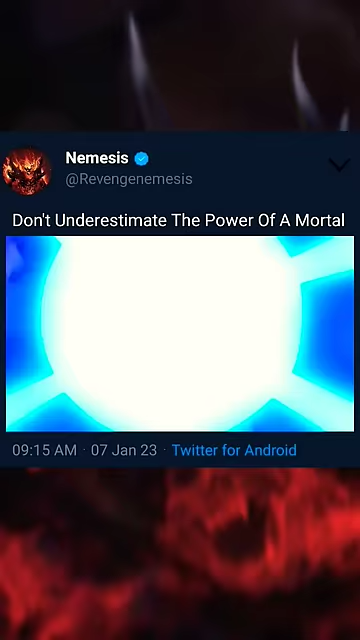 Nemesis
@Revengenemesis
Don't Underestimate The Power Of A Mortal
09:15 AM · 07 Jan 23 · Twitter for Android